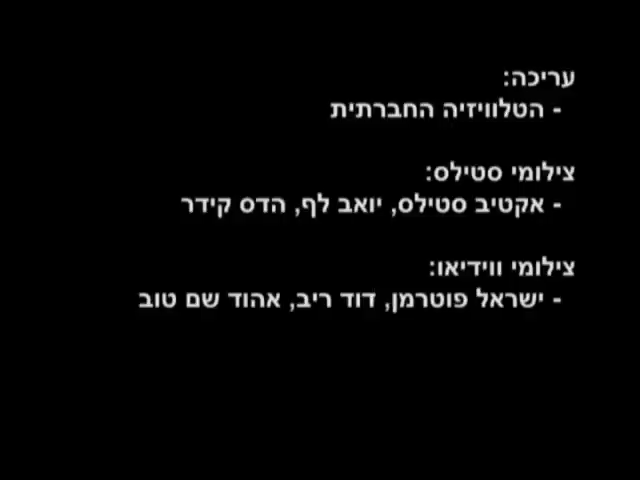 עריכה:
- הטלוויזיה החברתית
צילומי סטילס:
- אקטיב סטילס, יואב לף, הדס קידר
צילומי ווידיאו:
- ישראל פוטרמן, דוד ריב, אהוד שם טוב